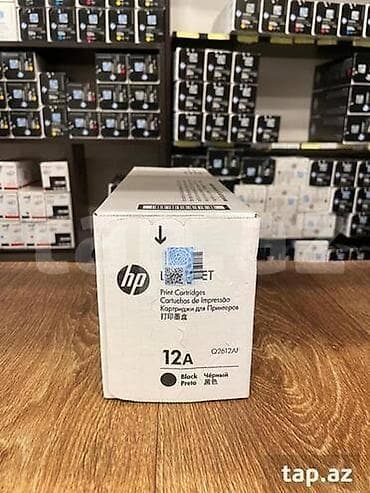 hp
Print Cartridges
Cartuchos de Impressão
Картриджи для Принтеров
打印墨盒
12A
Q2612AF
Black Чёрный
Preto 黑色
tap.az